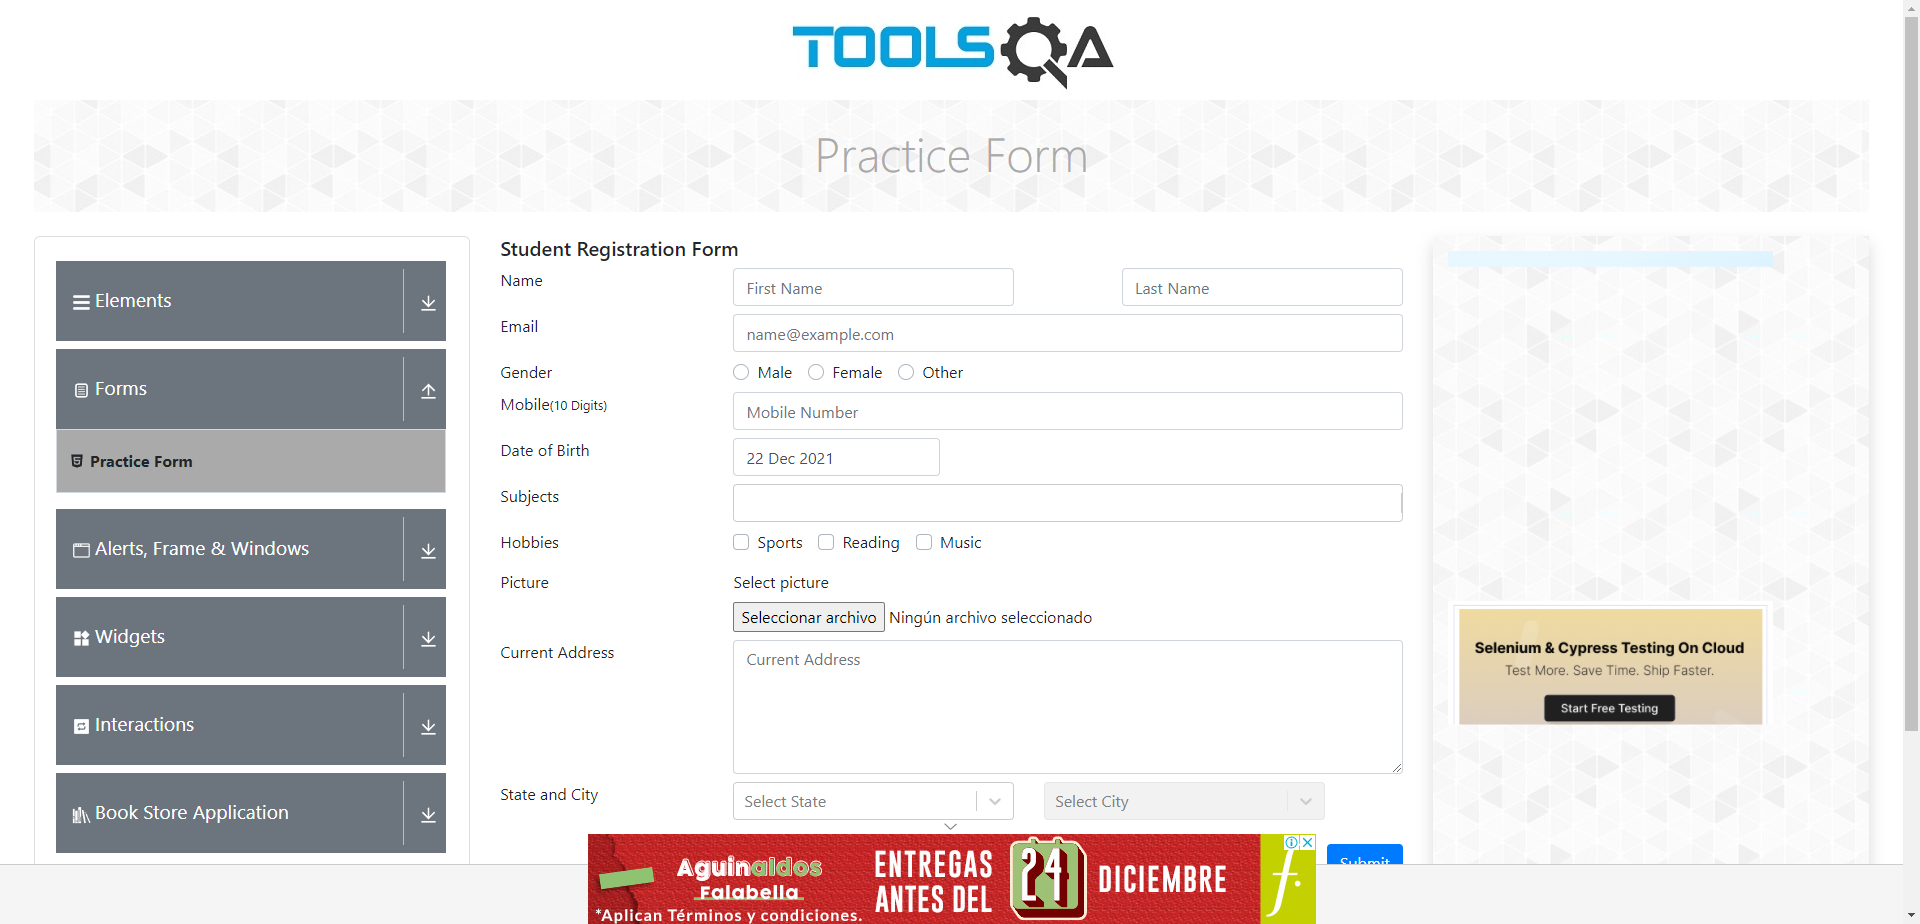 TOOLSQA
Practice Form
Elements
Forms
Practice Form
Alerts, Frame & Windows
Widgets
Interactions
Book Store Application
Student Registration Form
Name
First Name
Last Name
Email
name@example.com
Gender
Male
Female
Other
Mobile(10 Digits)
Mobile Number
Date of Birth
22 Dec 2021
Subjects
Hobbies
Sports
Reading
Music
Picture
Select picture
Seleccionar archivo
Ningún archivo seleccionado
Current Address
Current Address
State and City
Select State
Select City
Submit
Selenium & Cypress Testing On Cloud
Test More. Save Time. Ship Faster.
Start Free Testing
Aguinaldos
Falabella
*Aplican Términos y condiciones.
ENTREGAS
ANTES DEL
24
DICIEMBRE
f.